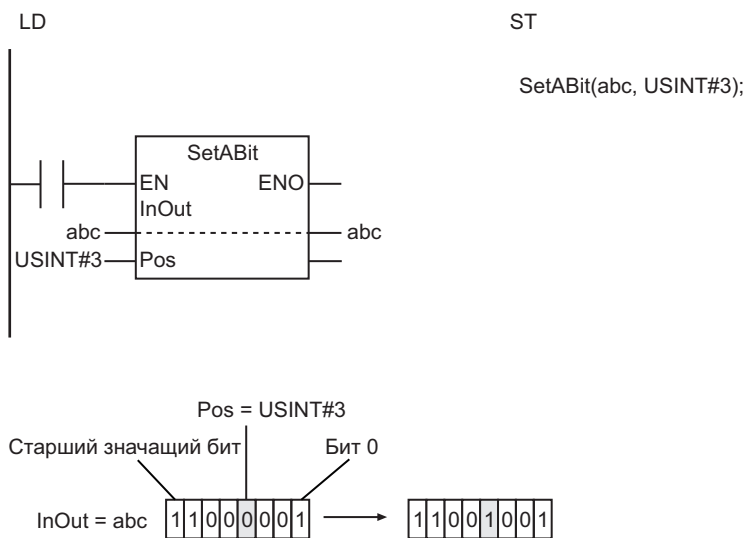 LD ST
SetABit(abc, USINT#3);
SetABit
EN ENO
InOut
abc abc
USINT#3 Pos
Pos = USINT#3
Старший значащий бит Бит 0
InOut = abc 1 1 0 0 0 0 0 1 1 1 0 0 1 0 0 1